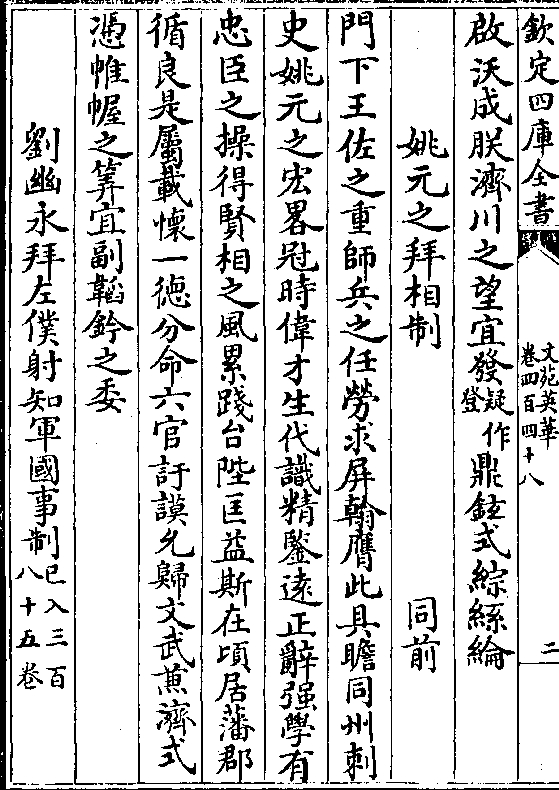 欽定四庫全書
文苑英華
卷四百四十八
二
啟沃成朕濟川之望宜發疑作登鼎鉉式綜絲綸
姚元之拜相制 同前
門下王佐之重師兵之任勞求屏翰膺此具瞻同州刺
史姚元之宏畧冠時偉才生代識精鑒遠正辭强學有
忠臣之操得賢相之風累踐台陛匡益斯在頃居藩郡
循良是屬載懷一德分命六官訏謨允歸文武兼濟式
憑帷幄之筭宜副韜鈐之委
劉幽永拜左僕射知軍國事制已入三百八十五卷